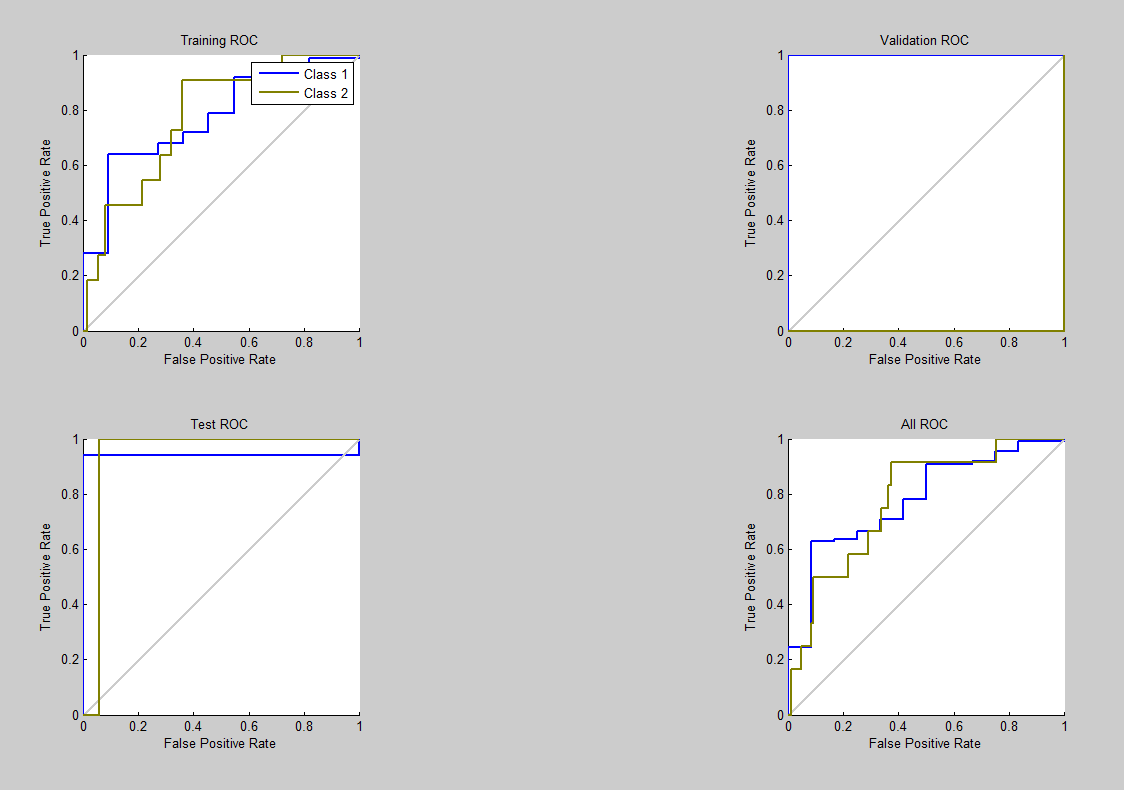 Training ROC
1
0.8
0.6
0.4
0.2
0
True Positive Rate
Class 1
Class 2
0 0.2 0.4 0.6 0.8 1
False Positive Rate
Validation ROC
1
0.8
0.6
0.4
0.2
0
True Positive Rate
0 0.2 0.4 0.6 0.8 1
False Positive Rate
Test ROC
1
0.8
0.6
0.4
0.2
0
True Positive Rate
0 0.2 0.4 0.6 0.8 1
False Positive Rate
All ROC
1
0.8
0.6
0.4
0.2
0
True Positive Rate
0 0.2 0.4 0.6 0.8 1
False Positive Rate